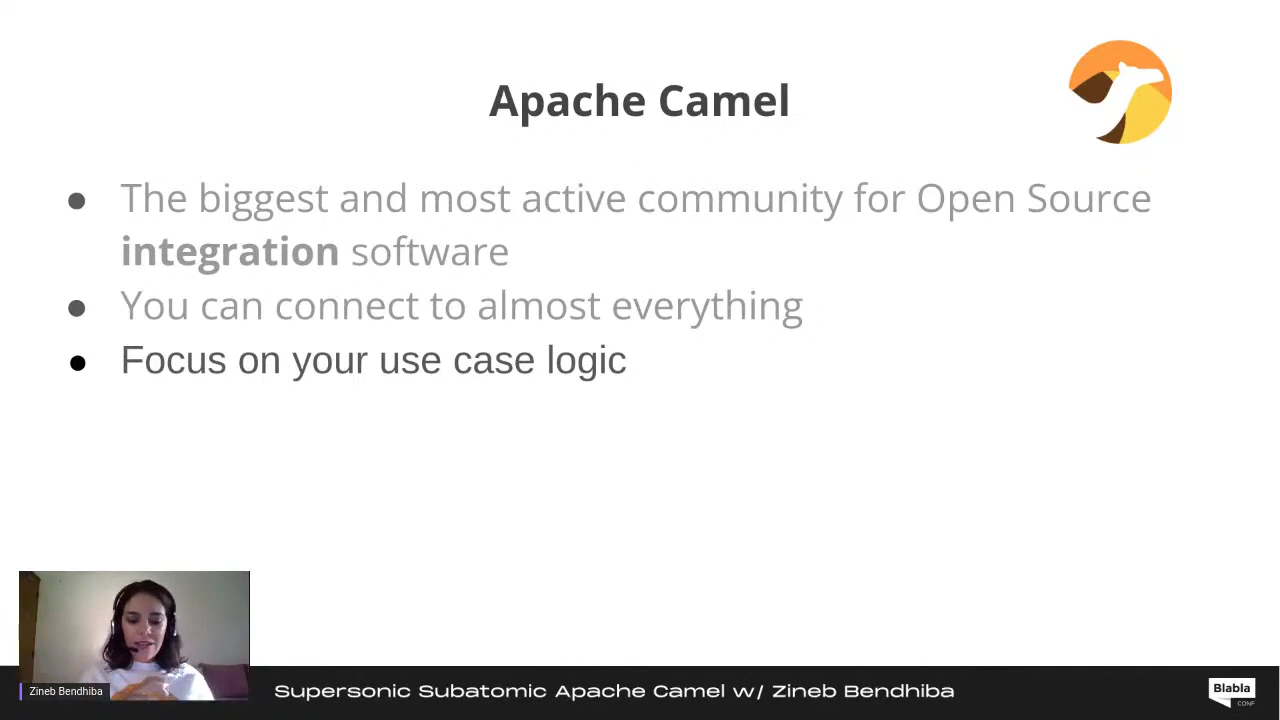 Apache Camel
● The biggest and most active community for Open Source
integration software
● You can connect to almost everything
● Focus on your use case logic
Zineb Bendhiba
Supersonic Subatomic Apache Camel w/ Zineb Bendhiba
Blabla
CONF